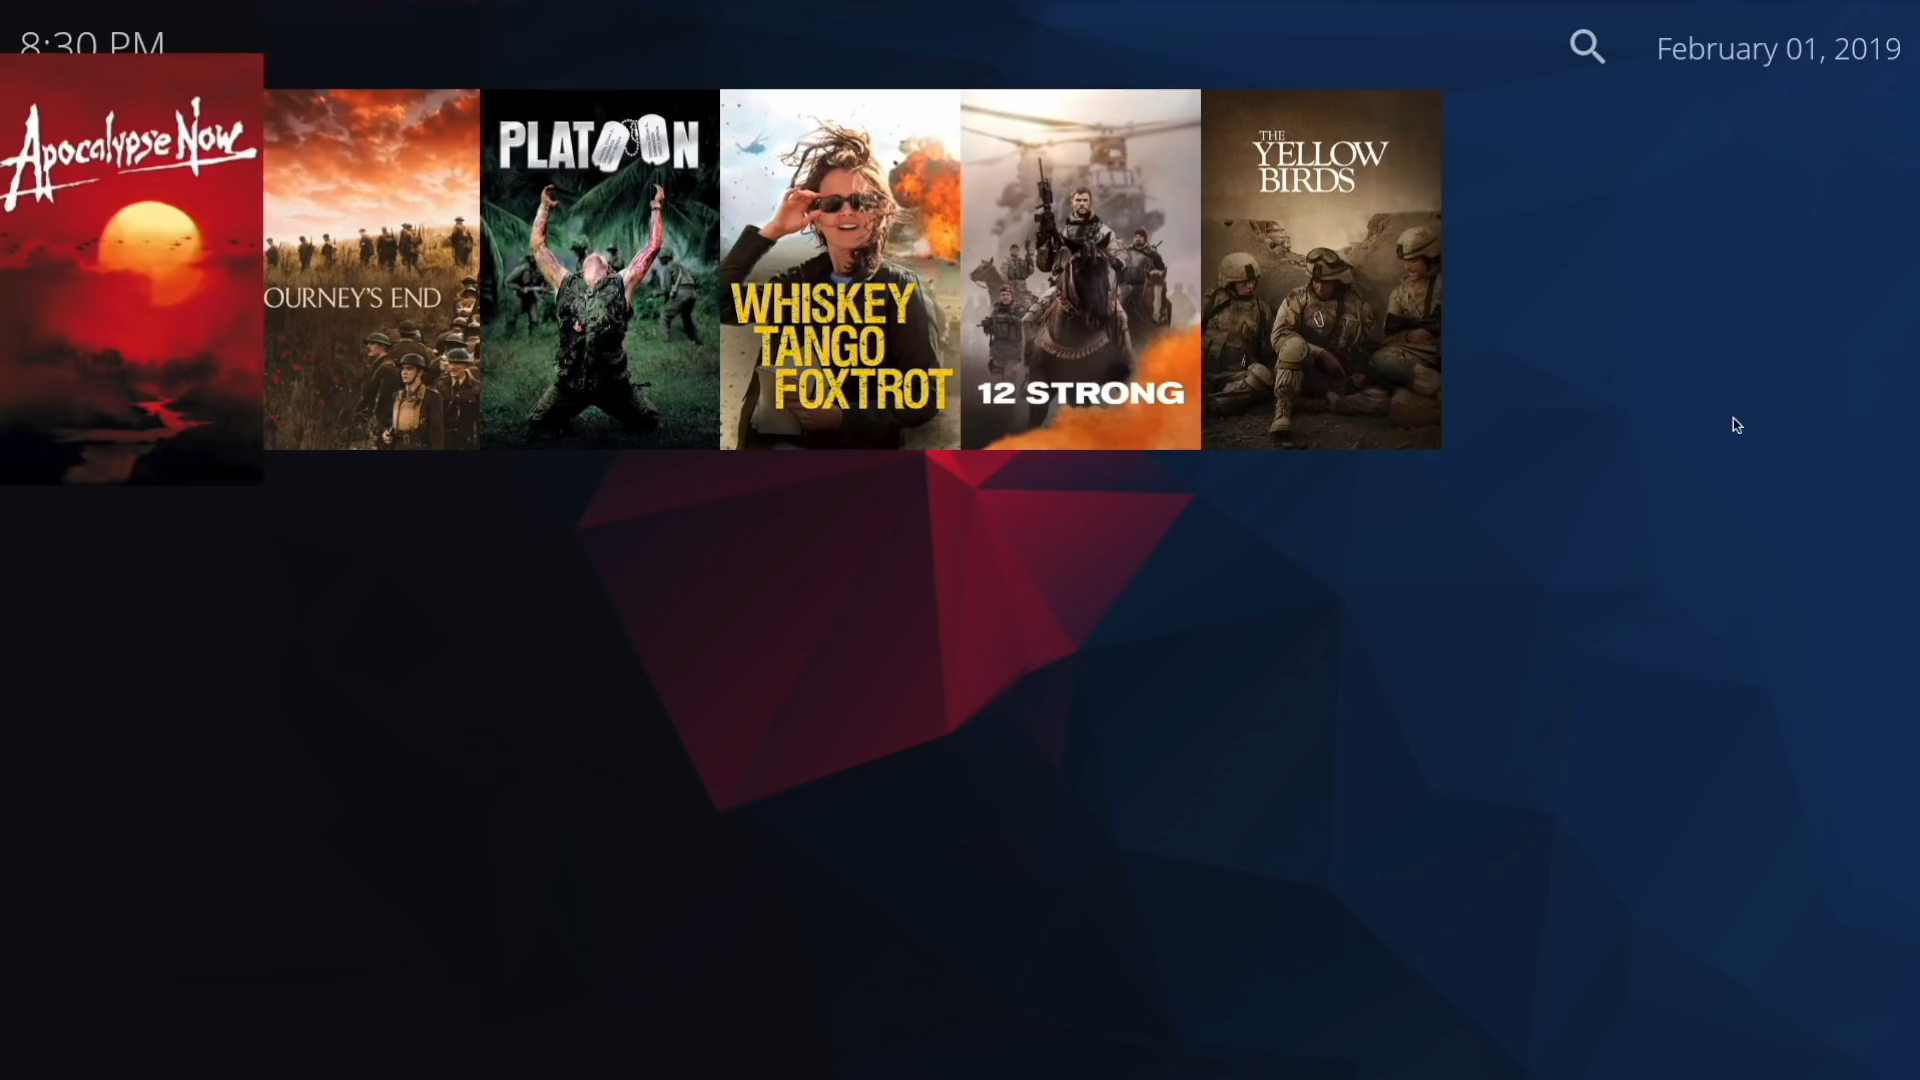 8:30 PM
February 01, 2019
Apocalypse Now
OURNEY'S END
PLATOON
WHISKEY
TANGO
FOXTROT
12 STRONG
THE
YELLOW
BIRDS